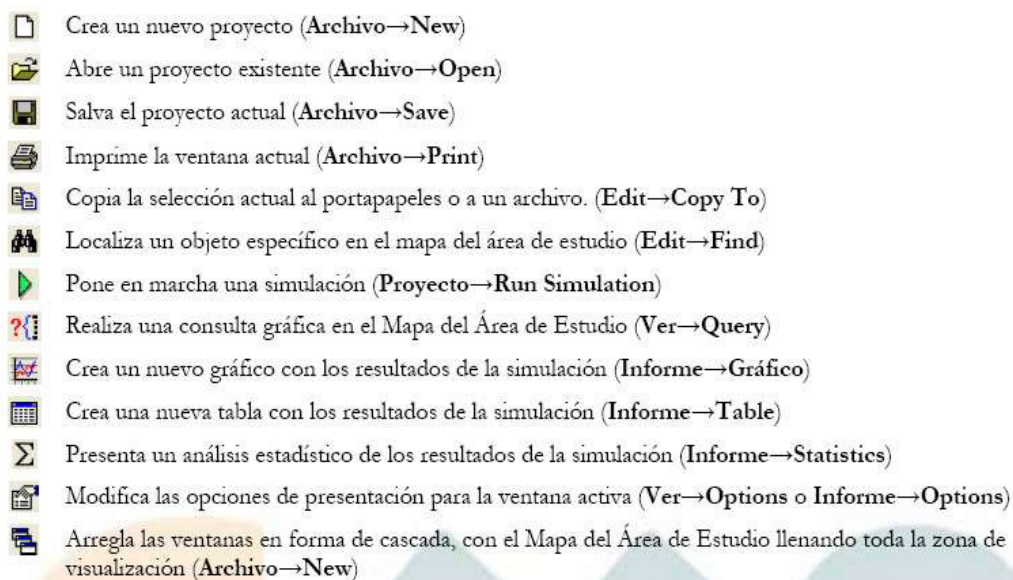 Crea un nuevo proyecto (Archivo→New)
Abre un proyecto existente (Archivo→Open)
Salva el proyecto actual (Archivo→Save)
Imprime la ventana actual (Archivo→Print)
Copia la selección actual al portapapeles o a un archivo. (Edit→Copy To)
Localiza un objeto específico en el mapa del área de estudio (Edit→Find)
Pone en marcha una simulación (Proyecto→Run Simulation)
Realiza una consulta gráfica en el Mapa del Área de Estudio (Ver→Query)
Crea un nuevo gráfico con los resultados de la simulación (Informe→Gráfico)
Crea una nueva tabla con los resultados de la simulación (Informe→Table)
Σ Presenta un análisis estadístico de los resultados de la simulación (Informe→Statistics)
Modifica las opciones de presentación para la ventana activa (Ver→Options o Informe→Options)
Arregla las ventanas en forma de cascada, con el Mapa del Área de Estudio llenando toda la zona de
visualización (Archivo→New)